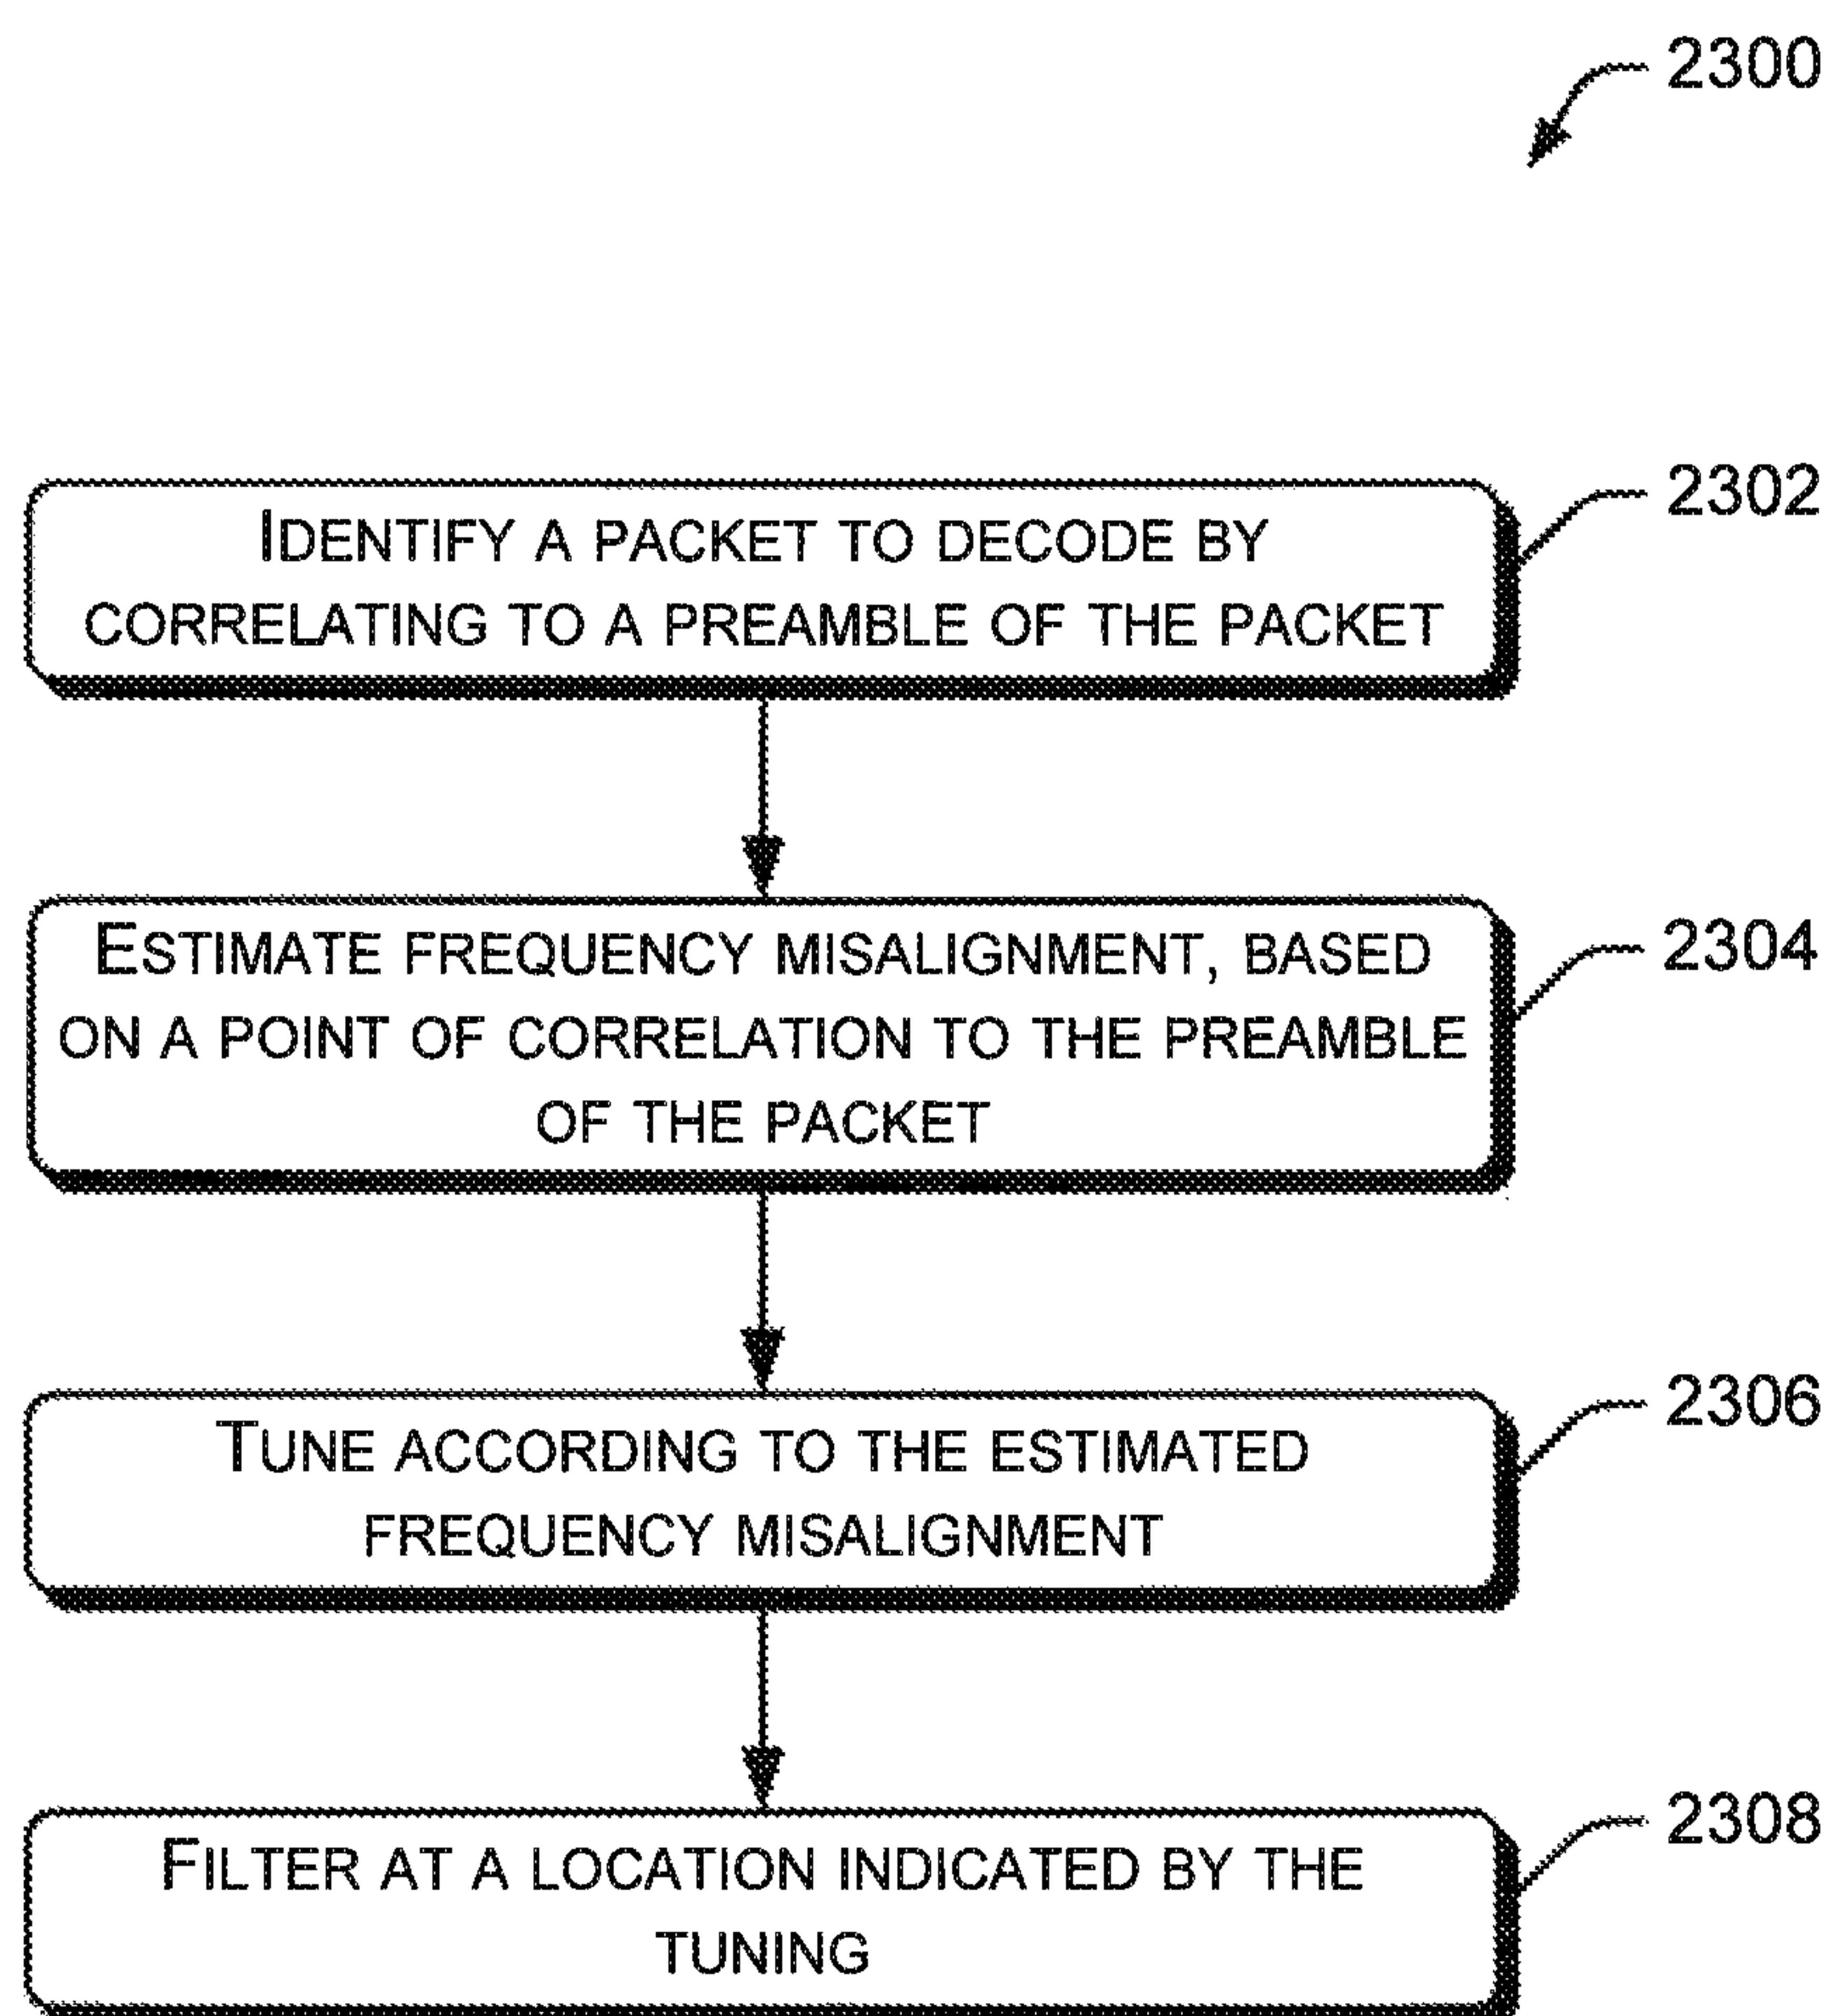 2300
2302
IDENTIFY A PACKET TO DECODE BY
CORRELATING TO A PREAMBLE OF THE PACKET
2304
ESTIMATE FREQUENCY MISALIGNMENT, BASED
ON A POINT OF CORRELATION TO THE PREAMBLE
OF THE PACKET
2306
TUNE ACCORDING TO THE ESTIMATED
FREQUENCY MISALIGNMENT
2308
FILTER AT A LOCATION INDICATED BY THE
TUNING